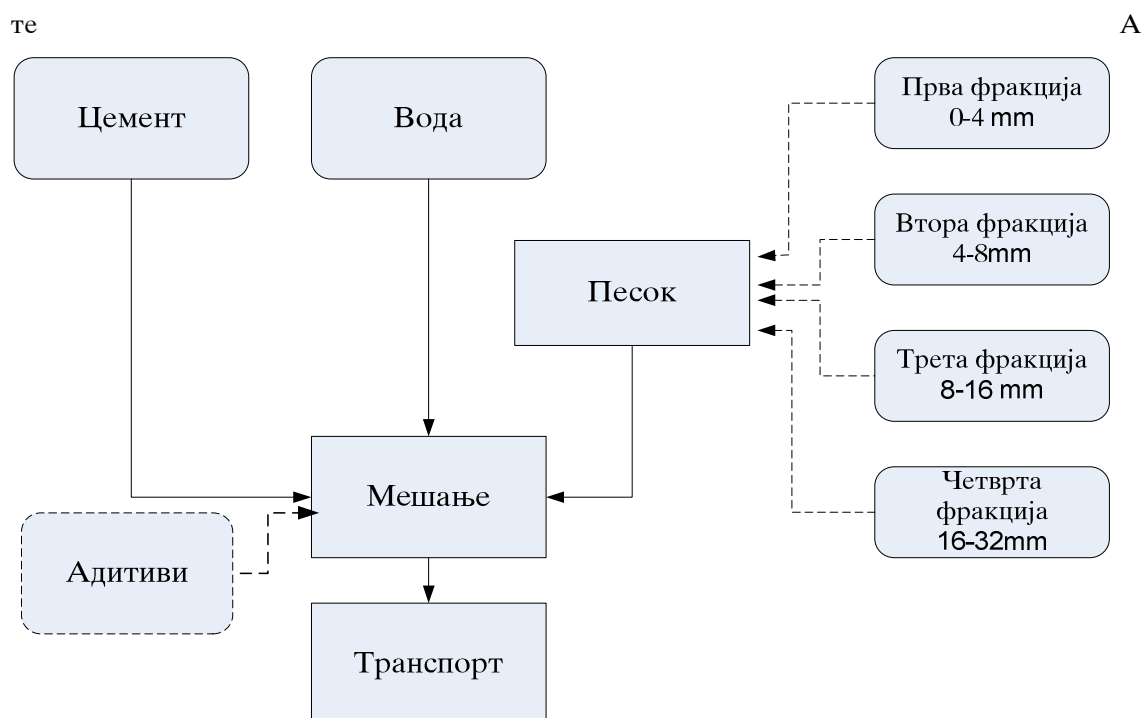 те
А
Цемент
Вода
Прва фракција
0-4 mm
Втора фракција
4-8mm
Песок
Трета фракција
8-16 mm
Четврта
фракција
16-32mm
Мешање
Адитиви
Транспорт